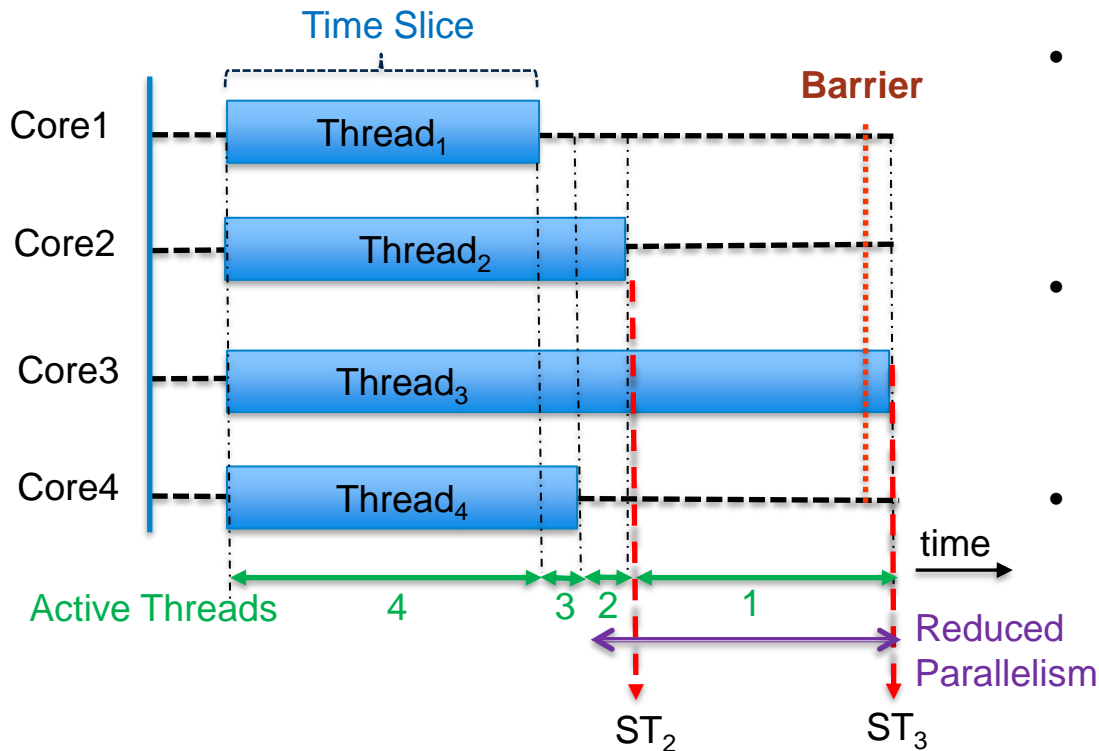 Time Slice
Barrier
Core1
Thread₁
Core2
Thread₂
Core3
Thread₃
Core4
Thread₄
time
Active Threads
4
3
2
1
Reduced
Parallelism
ST₂
ST₃